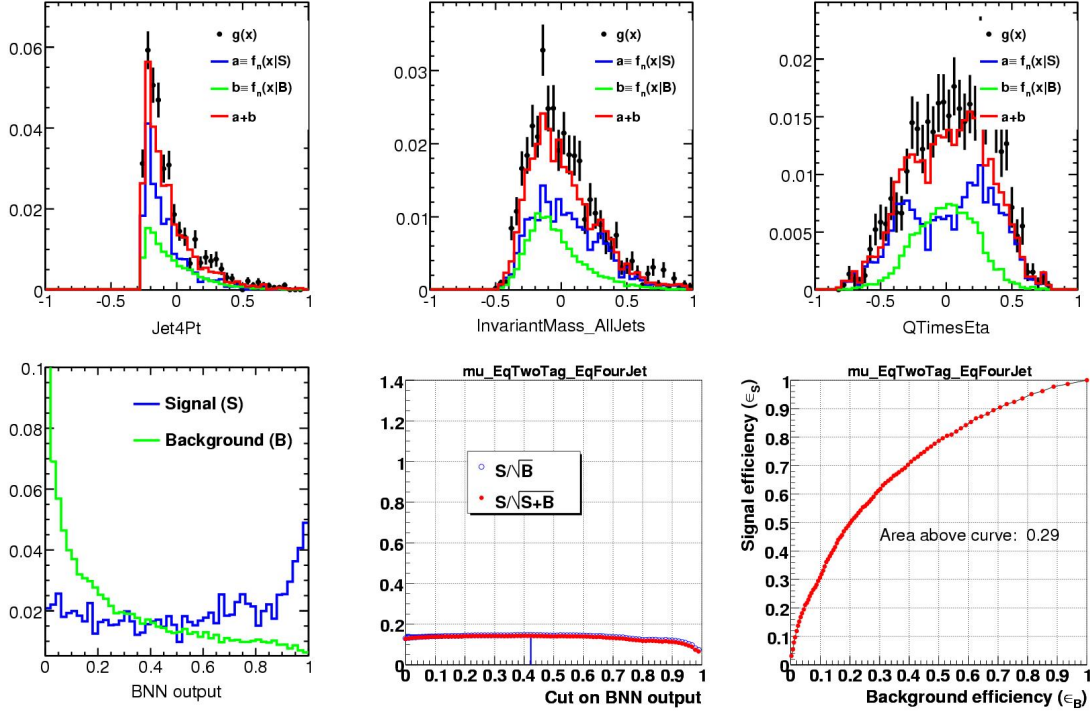 0.06
0.04
0.02
0
g(x)
a≡ fn(x|S)
b≡ fn(x|B)
a+b
-1 -0.5 0 0.5 1
Jet4Pt
0.03
0.02
0.01
0
g(x)
a≡ fn(x|S)
b≡ fn(x|B)
a+b
-1 -0.5 0 0.5 1
InvariantMass_AllJets
0.02
0.015
0.01
0.005
0
g(x)
a≡ fn(x|S)
b≡ fn(x|B)
a+b
-1 -0.5 0 0.5 1
QTimesEta
0.1
0.08
0.06
0.04
0.02
Signal (S)
Background (B)
0 0.2 0.4 0.6 0.8 1
BNN output
mu_EqTwoTag_EqFourJet
1.4
1.2
1
0.8
0.6
0.4
0.2
0
S/√B
S/√S+B
0 0.1 0.2 0.3 0.4 0.5 0.6 0.7 0.8 0.9 1
Cut on BNN output
mu_EqTwoTag_EqFourJet
Signal efficiency (∈S)
1
0.9
0.8
0.7
0.6
0.5
0.4
0.3
0.2
0.1
0
Area above curve: 0.29
0 0.1 0.2 0.3 0.4 0.5 0.6 0.7 0.8 0.9 1
Background efficiency (∈B)